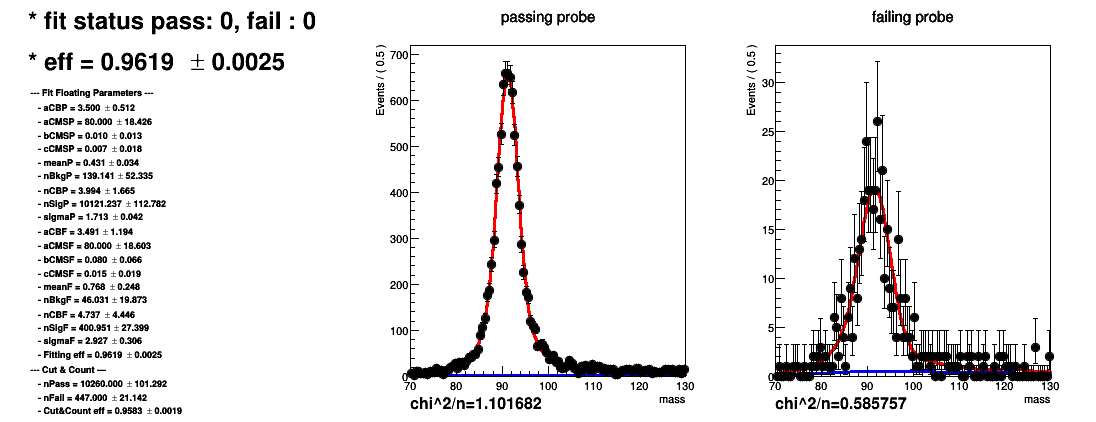 * fit status pass: 0, fail : 0
* eff = 0.9619 ± 0.0025
--- Fit Floating Parameters ---
- aCBP = 3.500 ± 0.512
- aCMSP = 80.000 ± 18.426
- bCMSP = 0.010 ± 0.013
- cCMSP = 0.007 ± 0.018
- meanP = 0.431 ± 0.034
- nBkgP = 139.141 ± 52.335
- nCBP = 3.994 ± 1.665
- nSigP = 10121.237 ± 112.782
- sigmaP = 1.713 ± 0.042
- aCBF = 3.491 ± 1.194
- aCMSF = 80.000 ± 18.603
- bCMSF = 0.080 ± 0.066
- cCMSF = 0.015 ± 0.019
- meanF = 0.768 ± 0.248
- nBkgF = 46.031 ± 19.873
- nCBF = 4.737 ± 4.446
- nSigF = 400.951 ± 27.399
- sigmaF = 2.927 ± 0.306
- Fitting eff = 0.9619 ± 0.0025
--- Cut & Count ---
- nPass = 10260.000 ± 101.292
- nFail = 447.000 ± 21.142
- Cut&Count eff = 0.9583 ± 0.0019
passing probe
Events / ( 0.5 )
700
600
500
400
300
200
100
0
70 80 90 100 110 120 130
mass
chi^2/n=1.101682
failing probe
Events / ( 0.5 )
30
25
20
15
10
5
0
70 80 90 100 110 120 130
mass
chi^2/n=0.585757